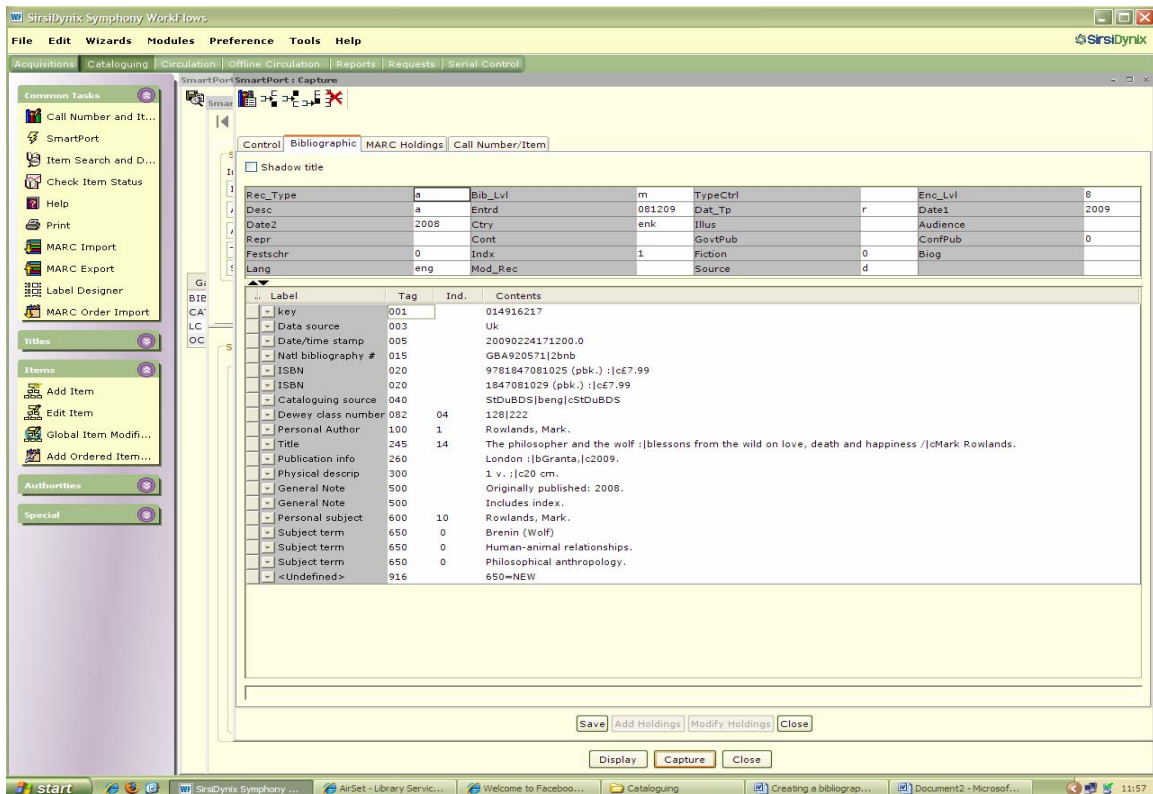 SirsiDynix Symphony WorkFlows
File Edit Wizards Modules Preference Tools Help
SirsiDynix
Acquisitions Cataloguing Circulation Offline Circulation Reports Requests Serial Control
SmartPort : Capture
Common Tasks
Call Number and It...
SmartPort
Item Search and D...
Check Item Status
Help
Print
MARC Import
MARC Export
Label Designer
MARC Order Import
Titles
Items
Add Item
Edit Item
Global Item Modifi...
Add Ordered Item...
Authorities
Special
Control Bibliographic MARC Holdings Call Number/Item
Shadow title
Rec_Type a Bib_Lvl m TypeCtrl Enc_Lvl 8
Desc a Entrd 081209 Dat_Tp r Date1 2009
Date2 2008 Ctry enk Illus Audience
Repr Cont GovtPub ConfPub 0
Festschr 0 Indx 1 Fiction 0 Biog
Lang eng Mod_Rec Source d
.. Label Tag Ind. Contents
key 001 014916217
Data source 003 Uk
Date/time stamp 005 20090224171200.0
Natl bibliography # 015 GBA920571|2bnb
ISBN 020 9781847081025 (pbk.) :|c£7.99
ISBN 020 1847081029 (pbk.) :|c£7.99
Cataloguing source 040 StDuBDS|beng|cStDuBDS
Dewey class number 082 04 128|222
Personal Author 100 1 Rowlands, Mark.
Title 245 14 The philosopher and the wolf :|blessons from the wild on love, death and happiness /|cMark Rowlands.
Publication info 260 London :|bGranta,|c2009.
Physical descrip 300 1 v. ;|c20 cm.
General Note 500 Originally published: 2008.
General Note 500 Includes index.
Personal subject 600 10 Rowlands, Mark.
Subject term 650 0 Brenin (Wolf)
Subject term 650 0 Human-animal relationships.
Subject term 650 0 Philosophical anthropology.
<Undefined> 916 650=NEW
Save Add Holdings Modify Holdings Close
Display Capture Close
start SirsiDynix Symphony ... AirSet - Library Servic... Welcome to Faceboo... Cataloguing Creating a bibliograp... Document2 - Microsof... 11:57